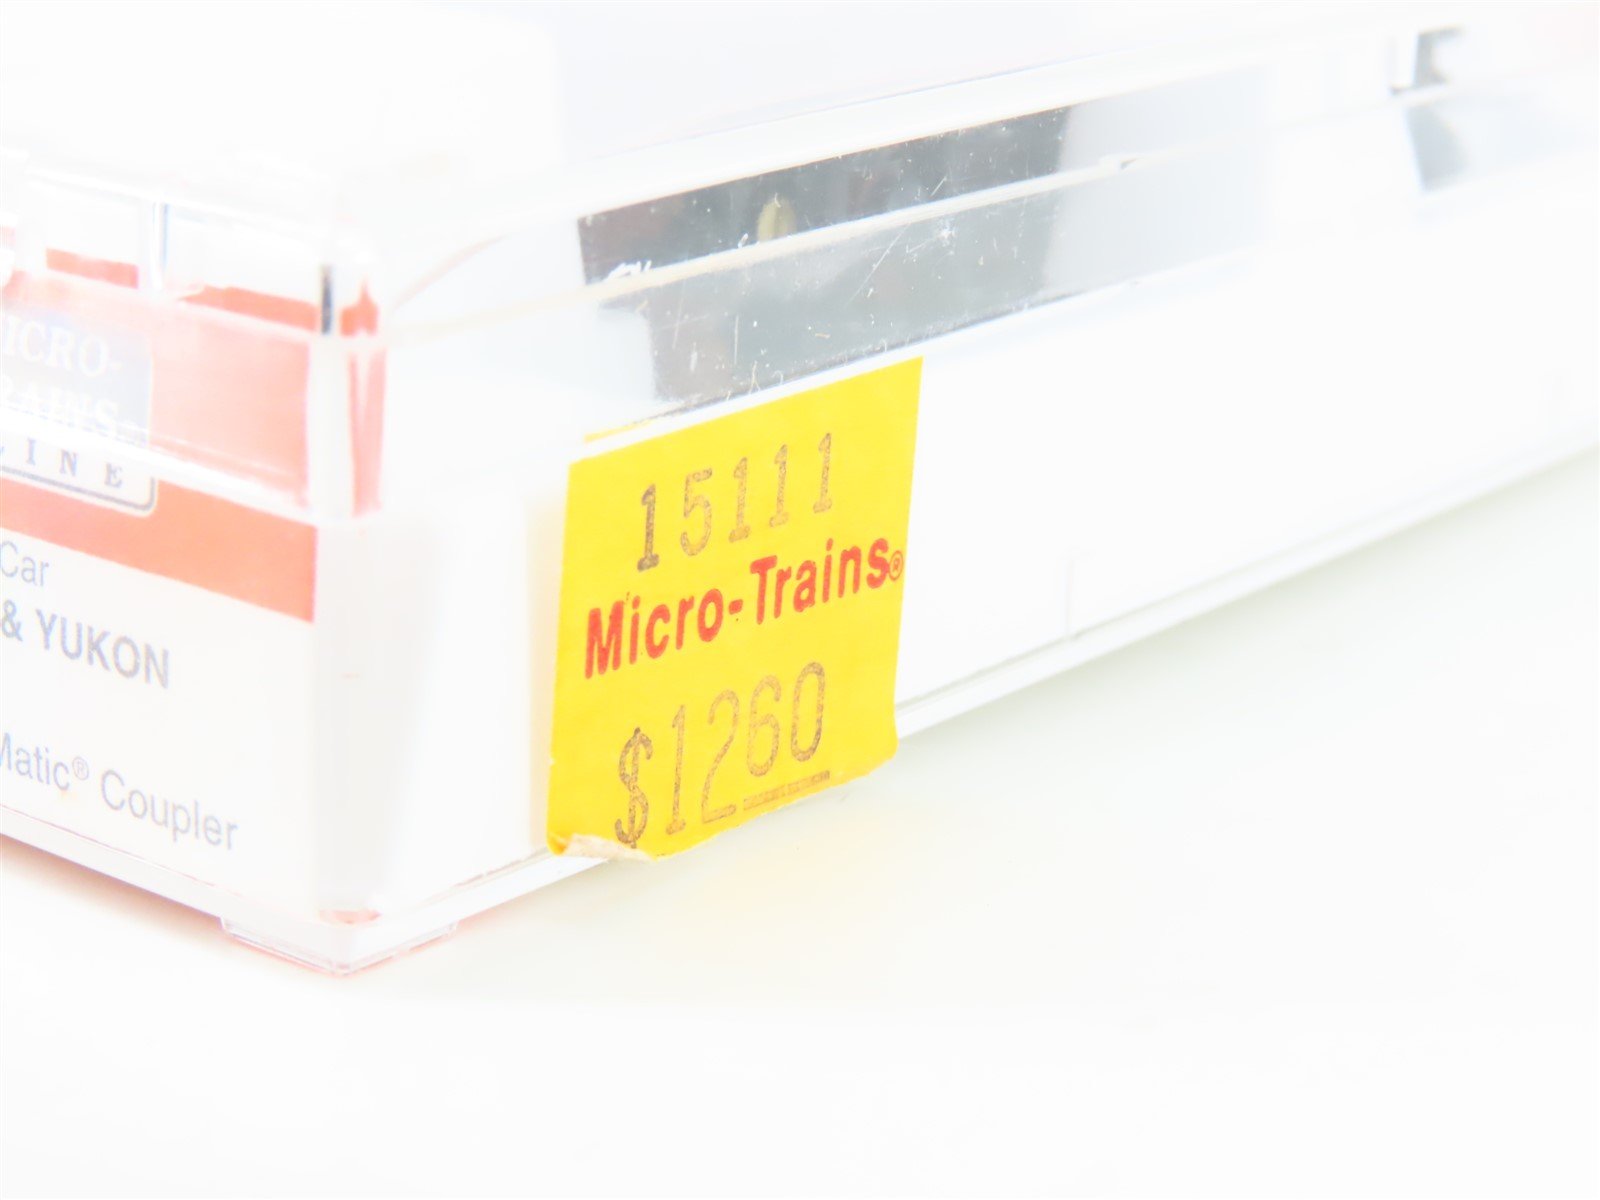 MICRO-
TRAINS®
LINE
Car
& YUKON
Matic® Coupler
15111
Micro-Trains®
$1260